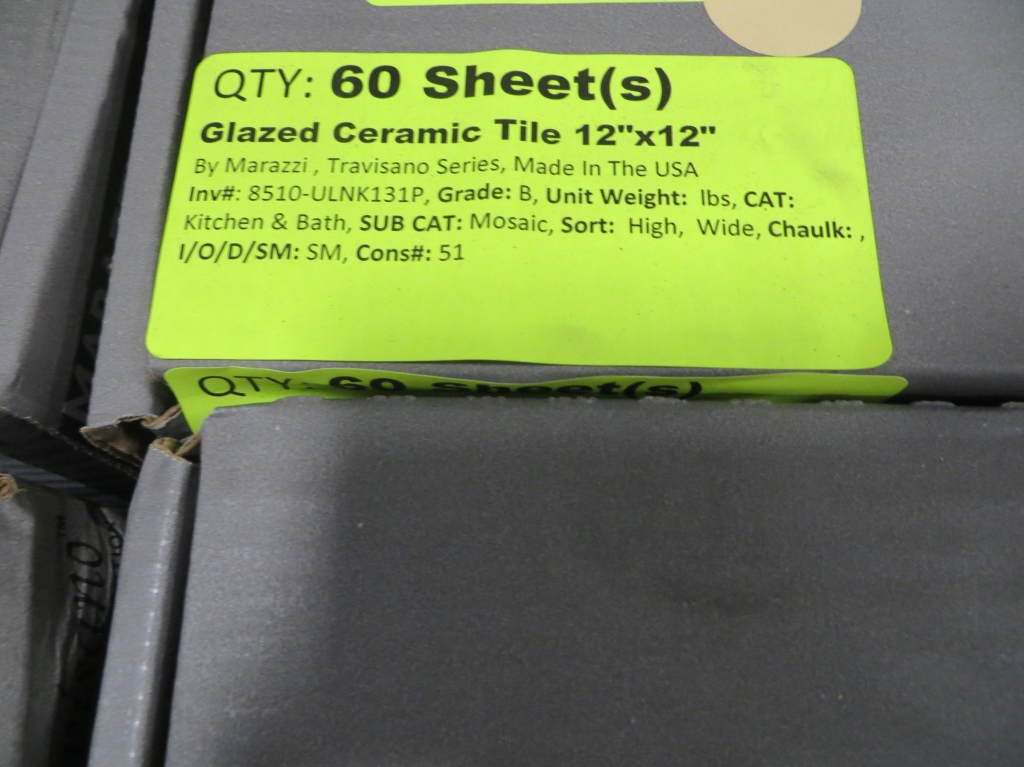 QTY: 60 Sheet(s)
Glazed Ceramic Tile 12"x12"
By Marazzi , Travisano Series, Made In The USA
Inv#: 8510-ULNK131P, Grade: B, Unit Weight: lbs, CAT:
Kitchen & Bath, SUB CAT: Mosaic, Sort: High, Wide, Chaulk: ,
I/O/D/SM: SM, Cons#: 51
QTY: 60 Sheet(s)